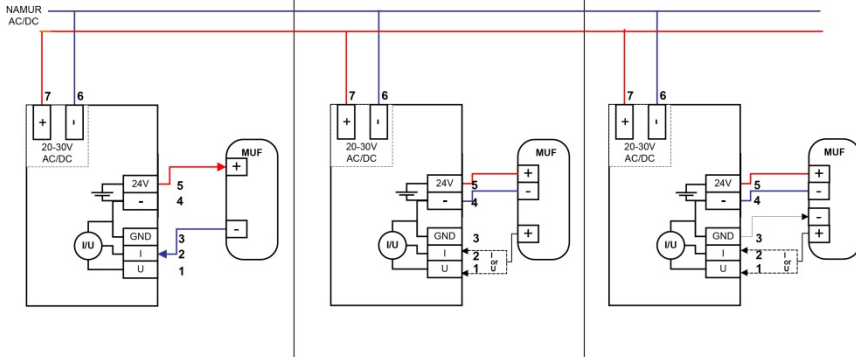 NAMUR
AC/DC
7
6
+
-
20-30V
AC/DC
MUF
+
24V
5
-
4
-
GND
3
I/U
I
2
U
1
7
6
+
-
20-30V
AC/DC
MUF
+
24V
5
-
-
4
+
GND
3
I/U
I
2
I
or
U
U
1
7
6
+
-
20-30V
AC/DC
MUF
+
24V
5
-
-
4
-
GND
3
+
I/U
I
2
I
or
U
U
1